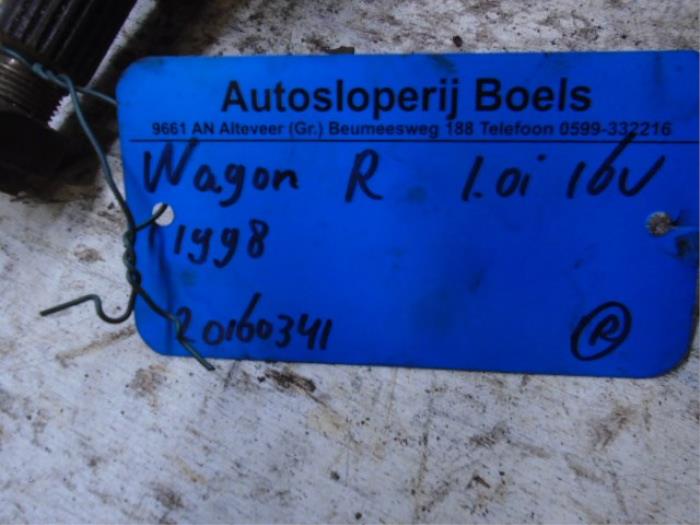 Autosloperij Boels
9661 AN Alteveer (Gr.) Beumeesweg 188 Telefoon 0599-332216
Wagon R 1.0i 16V
1998
20160341
R